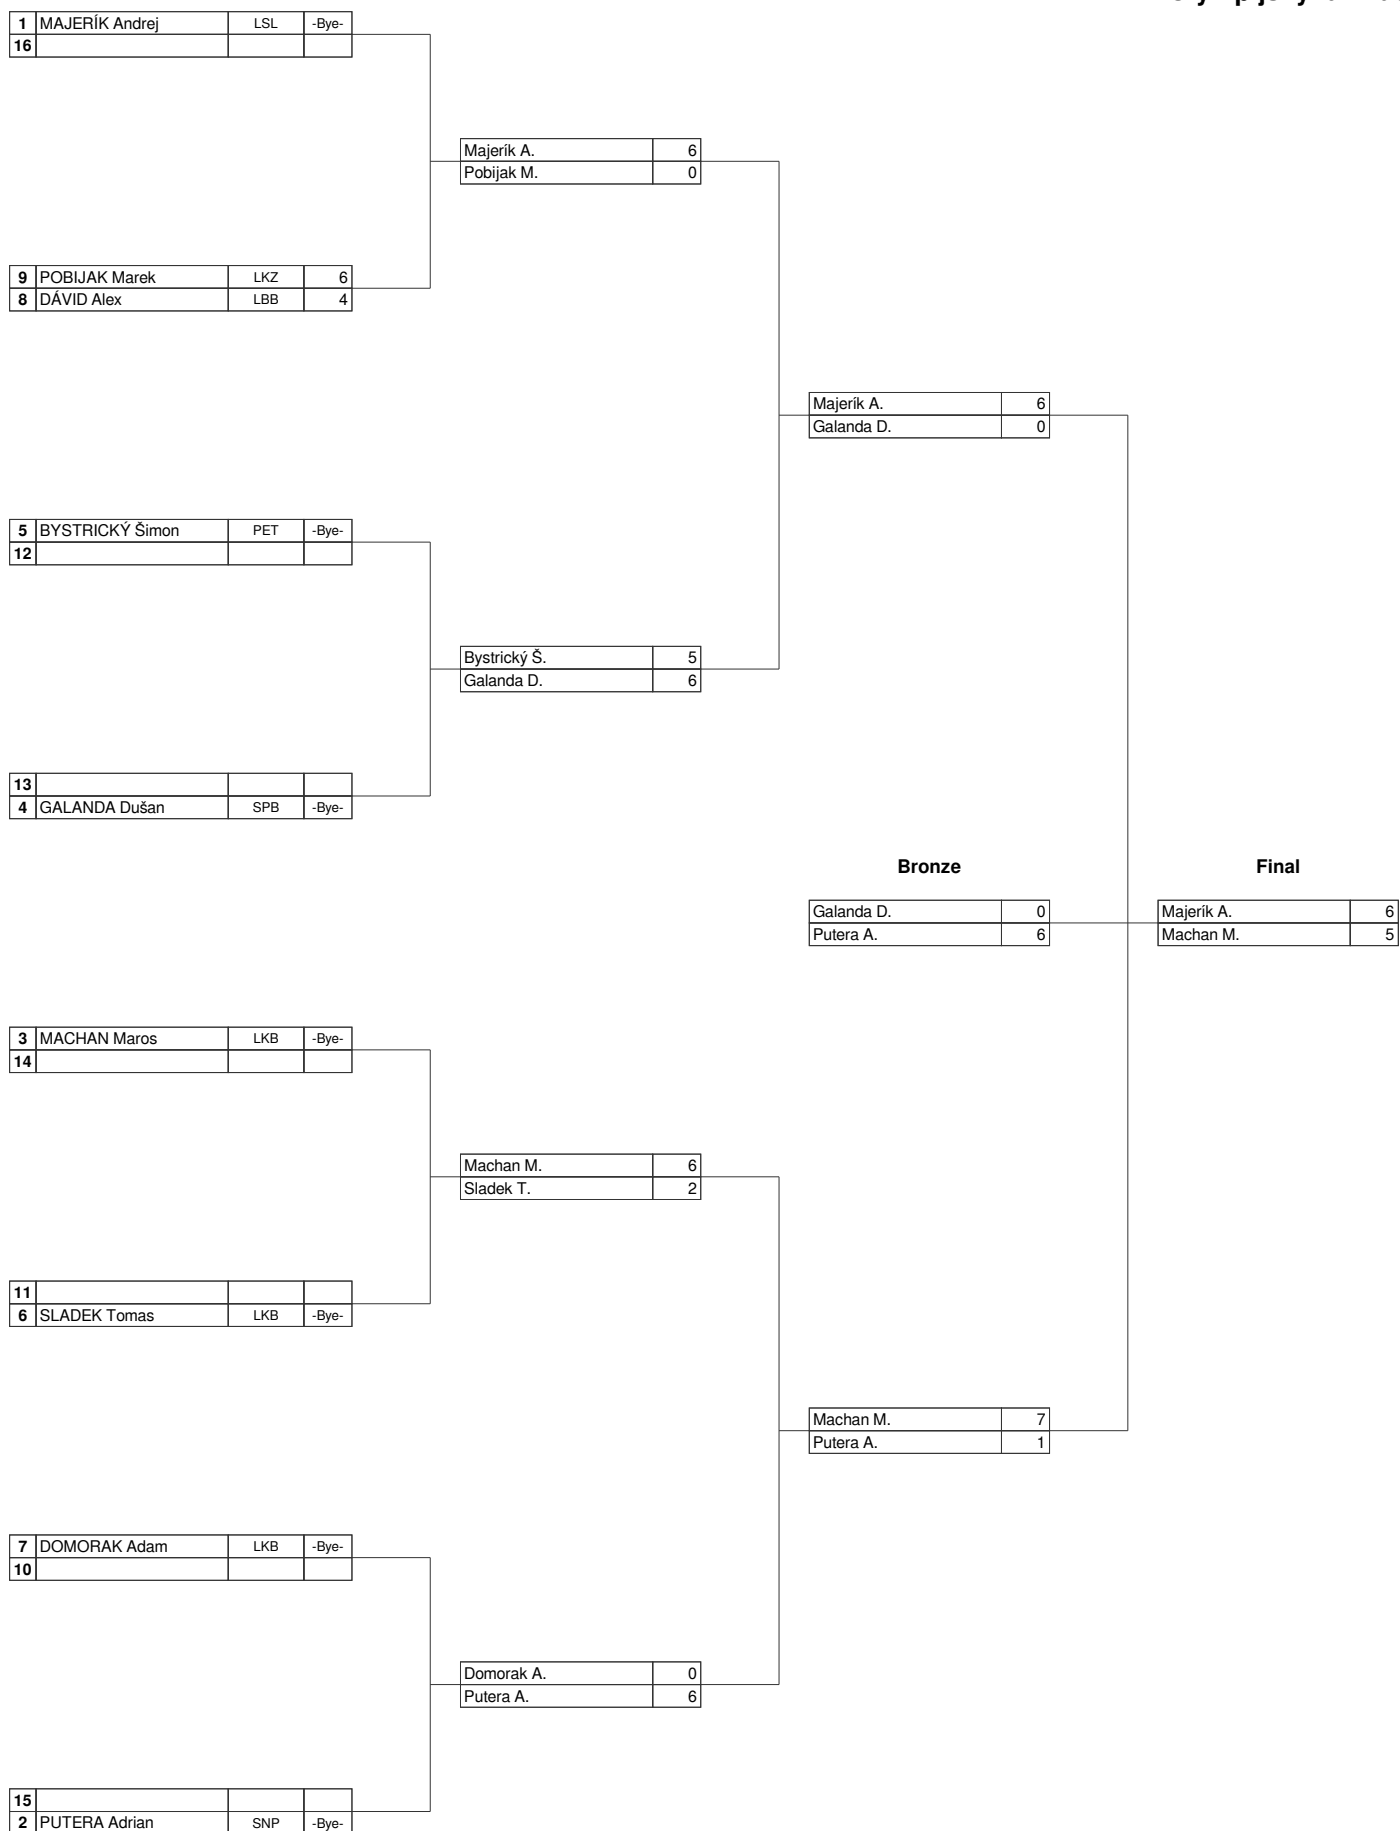 1 MAJERÍK Andrej LSL -Bye-
16
Majerík A. 6
Pobijak M. 0
9 POBIJAK Marek LKZ 6
8 DÁVID Alex LBB 4
Majerík A. 6
Galanda D. 0
5 BYSTRICKÝ Šimon PET -Bye-
12
Bystrický Š. 5
Galanda D. 6
13
4 GALANDA Dušan SPB -Bye-
Bronze
Final
Galanda D. 0
Putera A. 6
Majerík A. 6
Machan M. 5
3 MACHAN Maros LKB -Bye-
14
Machan M. 6
Sladek T. 2
11
6 SLADEK Tomas LKB -Bye-
Machan M. 7
Putera A. 1
7 DOMORAK Adam LKB -Bye-
10
Domorak A. 0
Putera A. 6
15
2 PUTERA Adrian SNP -Bye-